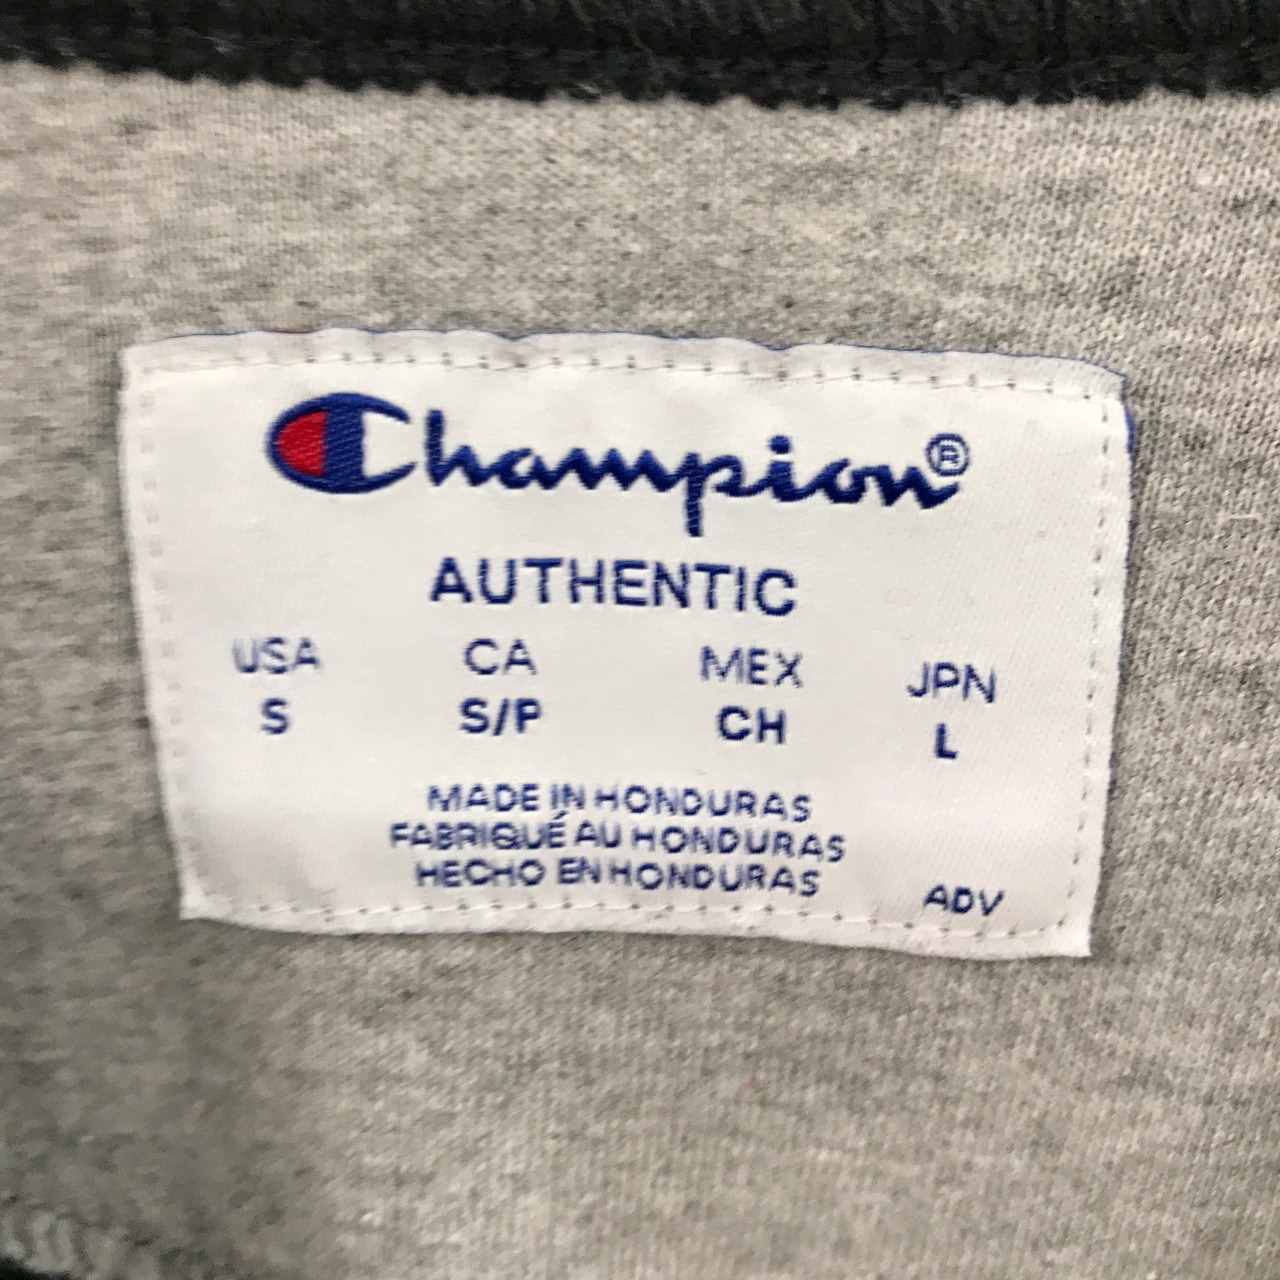 Champion®
AUTHENTIC
USA CA MEX JPN
S S/P CH L
MADE IN HONDURAS
FABRIQUÉ AU HONDURAS
HECHO EN HONDURAS
ADV